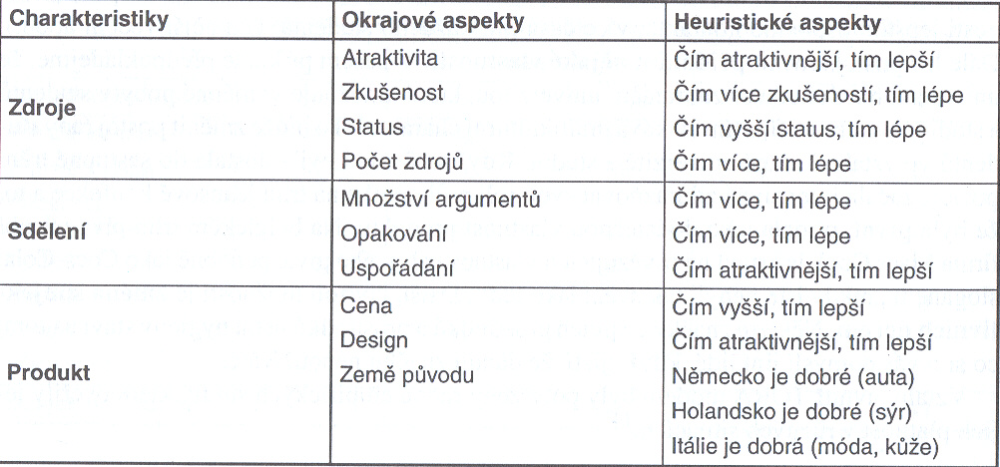 Charakteristiky Okrajové aspekty Heuristické aspekty
Zdroje
Atraktivita Čím atraktivnější, tím lepší
Zkušenost Čím více zkušeností, tím lépe
Status Čím vyšší status, tím lépe
Počet zdrojů Čím více, tím lépe
Sdělení
Množství argumentů Čím více, tím lépe
Opakování Čím více, tím lépe
Uspořádání Čím atraktivnější, tím lepší
Produkt
Cena Čím vyšší, tím lepší
Design Čím atraktivnější, tím lepší
Země původu Německo je dobré (auta)
Holandsko je dobré (sýr)
Itálie je dobrá (móda, kůže)